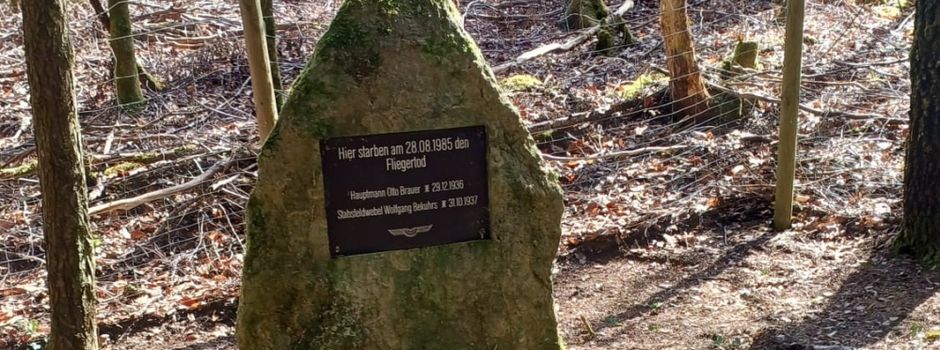 Hier starben am 28.08.1985 den
Fliegertod
Hauptmann Otto Brauer ✶ 29.12.1936
Stabsfeldwebel Wolfgang Bekuhrs ✶ 31.10.1937